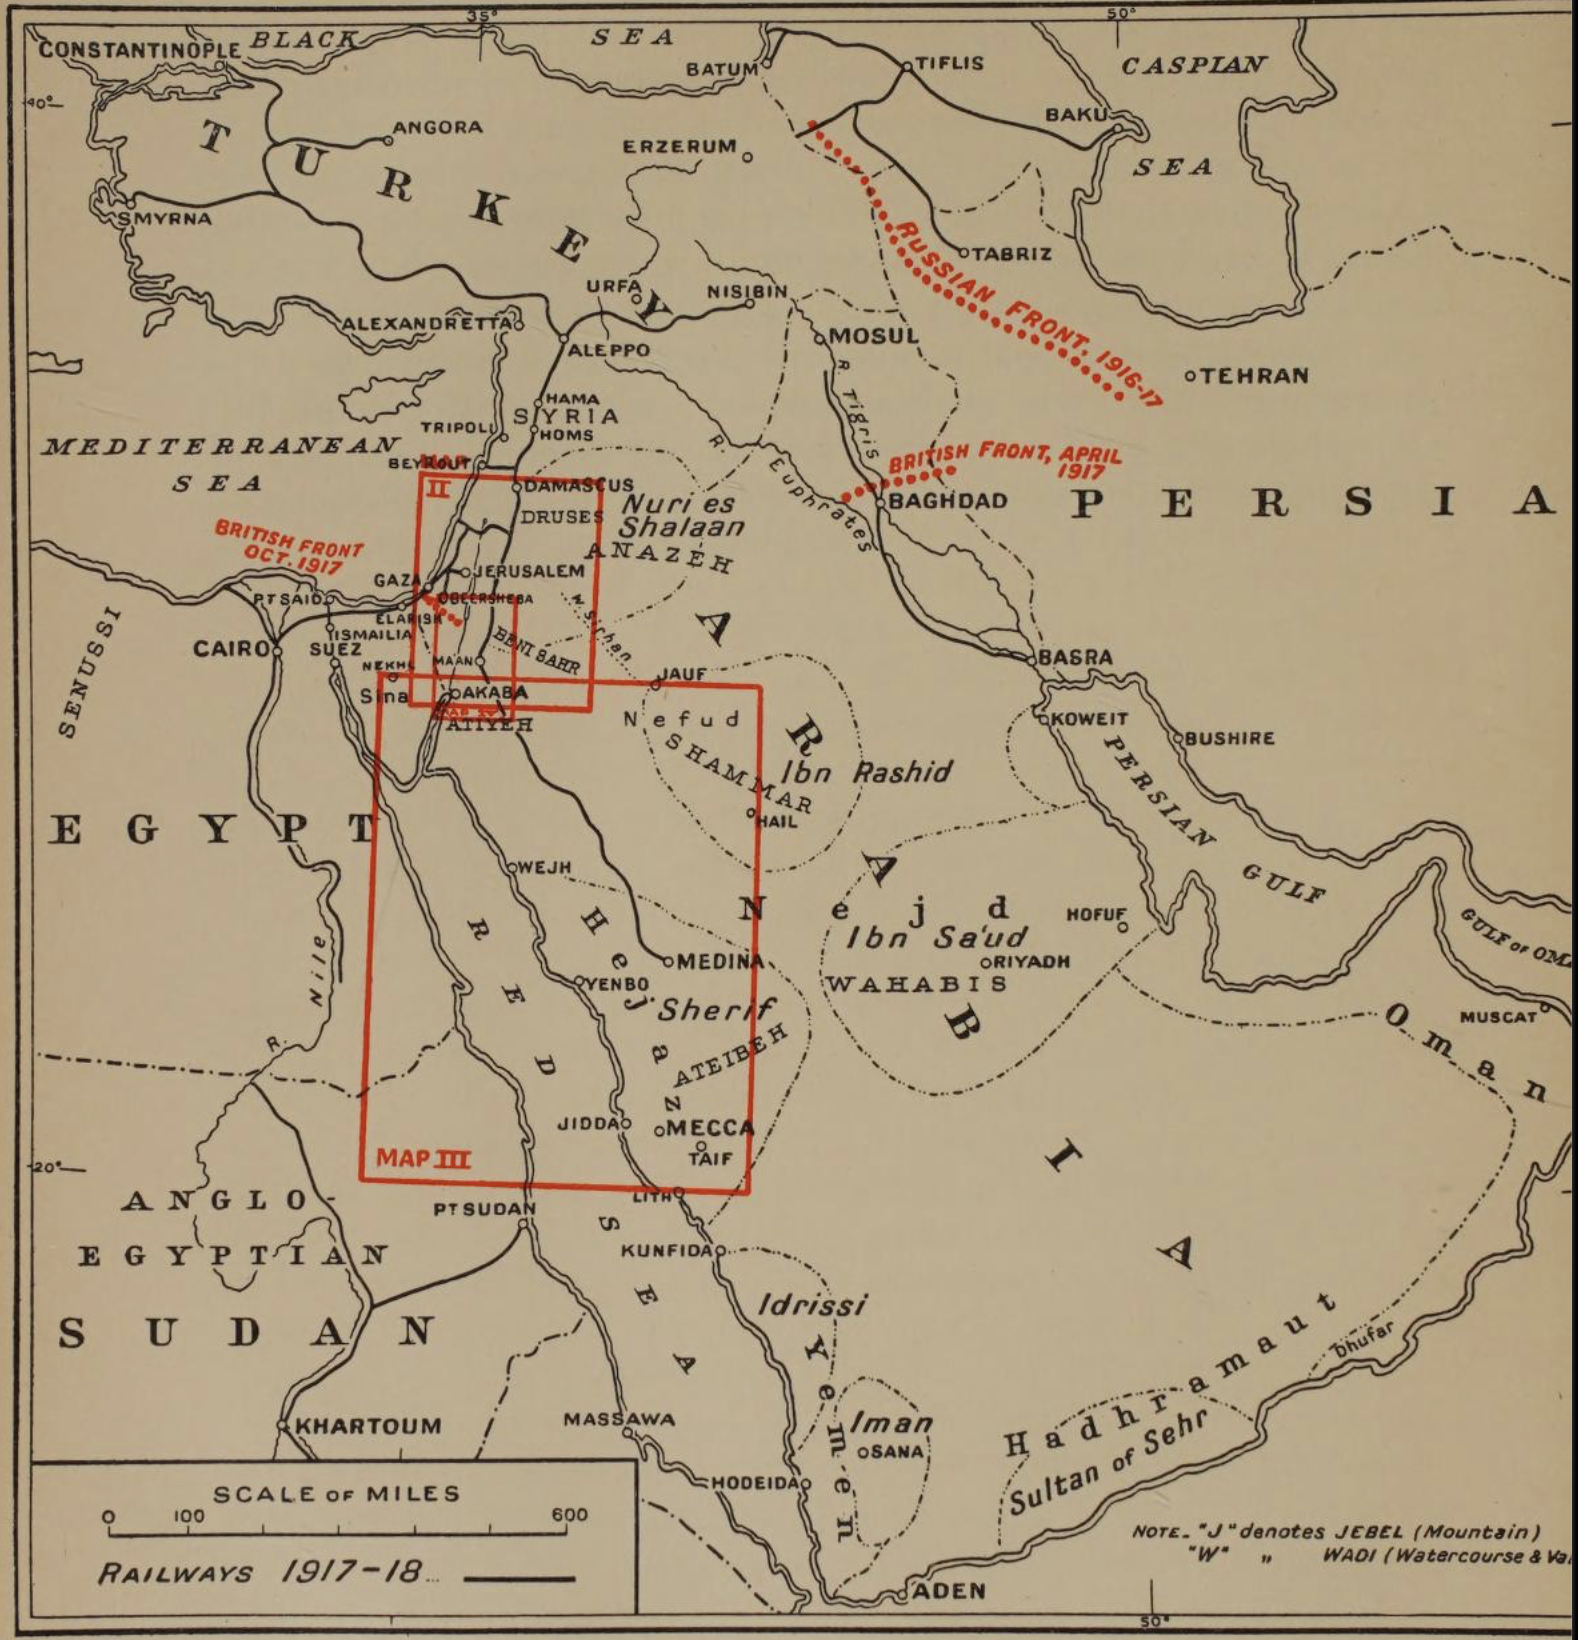 35°
50°
CONSTANTINOPLE
BLACK
SEA
BATUM
TIFLIS
CASPIAN
SEA
BAKU
40°
ANGORA
ERZERUM
TURKEY
SMYRNA
TABRIZ
RUSSIAN FRONT, 1916-17
URFA
NISIBIN
ALEXANDRETTA
ALEPPO
MOSUL
R. Tigris
TEHRAN
HAMA
SYRIA
TRIPOLI
HOMS
MEDITERRANEAN
SEA
BEYROUT
MAP
II
DAMASCUS
DRUSES
Nuri es
Shalaan
ANAZEH
R. Euphrates
BRITISH FRONT, APRIL
1917
BAGHDAD
PERSIA
BRITISH FRONT
OCT. 1917
GAZA
JERUSALEM
BEERSHEBA
PT SAID
EL ARISH
ISMAILIA
CAIRO
SUEZ
NEKHL
MAAN
BENI SAHR
W. Sirhan
SENUSSI
Sinai
AKABA
ATIYEH
JAUF
BASRA
KOWEIT
BUSHIRE
Nefud
SHAMMAR
Ibn Rashid
HAIL
PERSIAN
GULF
EGYPT
WEJH
ARABIA
Nejd
Ibn Sa'ud
HOFUF
RIYADH
WAHABIS
GULF OF
R. Nile
RED
SEA
Hejaz
MEDINA
YENBO
Sherif
ATEIBEH
MUSCAT
Oman
JIDDA
MECCA
TAIF
20°
MAP III
LITH
ANGLO-
EGYPTIAN
SUDAN
PT SUDAN
KUNFIDA
Idrissi
Yemen
Dhufar
Hadhramaut
Sultan of Sehr
KHARTOUM
MASSAWA
Iman
SANA
HODEIDA
ADEN
SCALE OF MILES
0 100 600
RAILWAYS 1917-18
NOTE. "J" denotes JEBEL (Mountain)
"W" " WADI (Watercourse &
50°